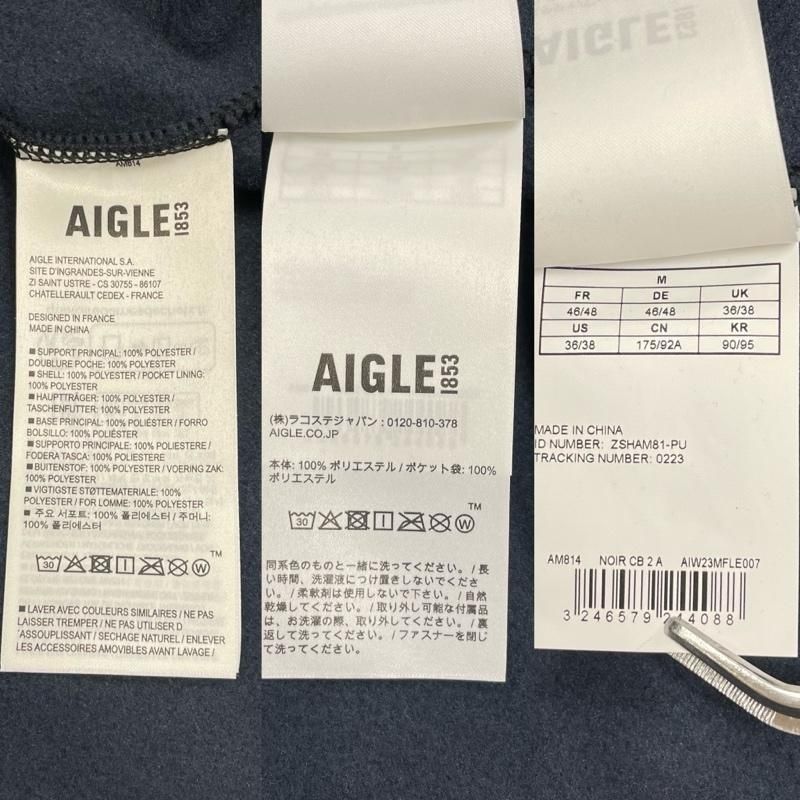 AM814
AIGLE 1853
AIGLE INTERNATIONAL S.A.
SITE D'INGRANDES-SUR-VIENNE
ZI SAINT USTRE - CS 30755 - 86107
CHATELLERAULT CEDEX - FRANCE
DESIGNED IN FRANCE
MADE IN CHINA
■ SUPPORT PRINCIPAL: 100% POLYESTER /
DOUBLURE POCHE: 100% POLYESTER
■ SHELL: 100% POLYESTER / POCKET LINING:
100% POLYESTER
■ HAUPTTRÄGER: 100% POLYESTER /
TASCHENFUTTER: 100% POLYESTER
■ BASE PRINCIPAL: 100% POLIÉSTER / FORRO
BOLSILLO: 100% POLIÉSTER
■ SUPPORTO PRINCIPALE: 100% POLIESTERE /
FODERA TASCA: 100% POLIESTERE
■ BUITENSTOF: 100% POLYESTER / VOERING ZAK:
100% POLYESTER
■ VIGTIGSTE STØTTEMATERIALE: 100%
POLYESTER / FOR LOMME: 100% POLYESTER
■ 주요 서포트: 100% 폴리에스터 / 주머니:
100% 폴리에스터
30 W TM
■ LAVER AVEC COULEURS SIMILAIRES / NE PAS
LAISSER TREMPER / NE PAS UTILISER D
'ASSOUPLISSANT / SECHAGE NATUREL / ENLEVER
LES ACCESSOIRES AMOVIBLES AVANT LAVAGE /
AIGLE 1853
(株)ラコステジャパン : 0120-810-378
AIGLE.CO.JP
本体: 100% ポリエステル / ポケット袋: 100%
ポリエステル
30 W TM
同系色のものと一緒に洗ってください。/ 長
い時間、洗濯液につけ置きしないでくださ
い。/ 柔軟剤は使用しないで下さい。/ 自然
乾燥してください。/ 取り外し可能な付属品
は、お洗濯の際、取り外してください。/ 裏
返して洗ってください。/ ファスナーを閉じ
て洗ってください。
AIGLE 1853
M
FR DE UK
46/48 46/48 36/38
US CN KR
36/38 175/92A 90/95
MADE IN CHINA
ID NUMBER: ZSHAM81-PU
TRACKING NUMBER: 0223
AM814 NOIR CB 2 A AIW23MFLE007
3 246579 244088